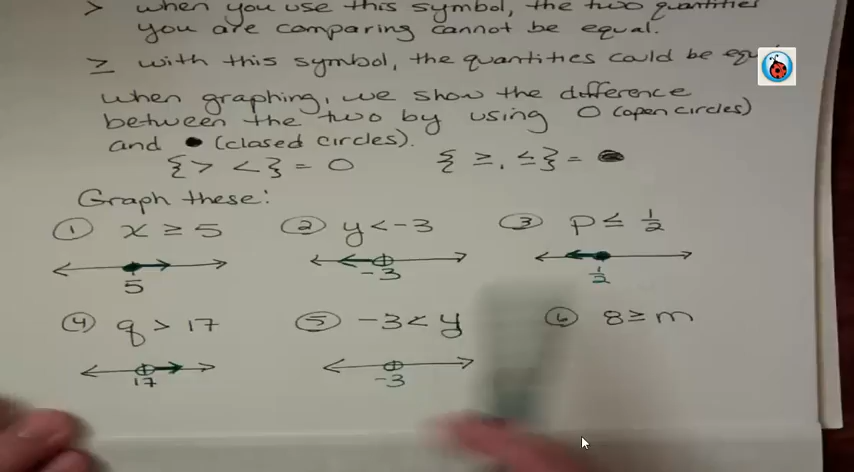 > when you use this symbol, the two quantities
you are comparing cannot be equal.
≥ with this symbol, the quantities could be
when graphing, we show the difference
between the two by using O (open circles)
and ● (closed circles).
{> <} = O { ≥, ≤} = ●
Graph these:
① x ≥ 5 ② y < -3 ③ p ≤ 1/2
5 -3 1/2
④ q > 17 ⑤ -3 < y ⑥ 8 ≥ m
17 -3